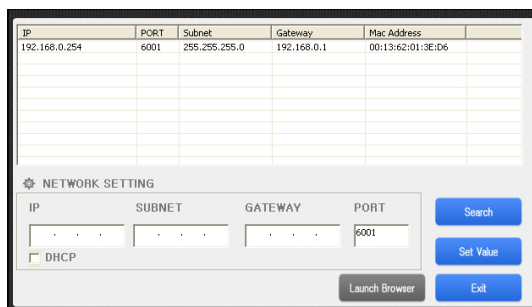 IP PORT Subnet Gateway Mac Address
192.168.0.254 6001 255.255.255.0 192.168.0.1 00:13:62:01:3E:D6
NETWORK SETTING
IP SUBNET GATEWAY PORT
. . . . . . . . . 6001
DHCP
Search
Set Value
Launch Browser Exit